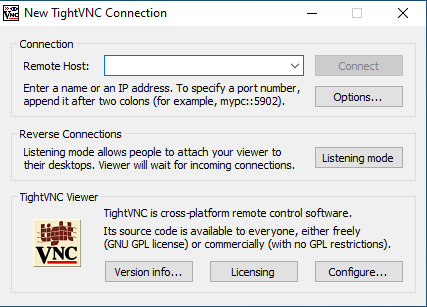 New TightVNC Connection
Connection
Remote Host:
Connect
Enter a name or an IP address. To specify a port number,
append it after two colons (for example, mypc::5902).
Options...
Reverse Connections
Listening mode allows people to attach your viewer to
their desktops. Viewer will wait for incoming connections.
Listening mode
TightVNC Viewer
tight
VNC
TightVNC is cross-platform remote control software.
Its source code is available to everyone, either freely
(GNU GPL license) or commercially (with no GPL restrictions).
Version info...
Licensing
Configure...